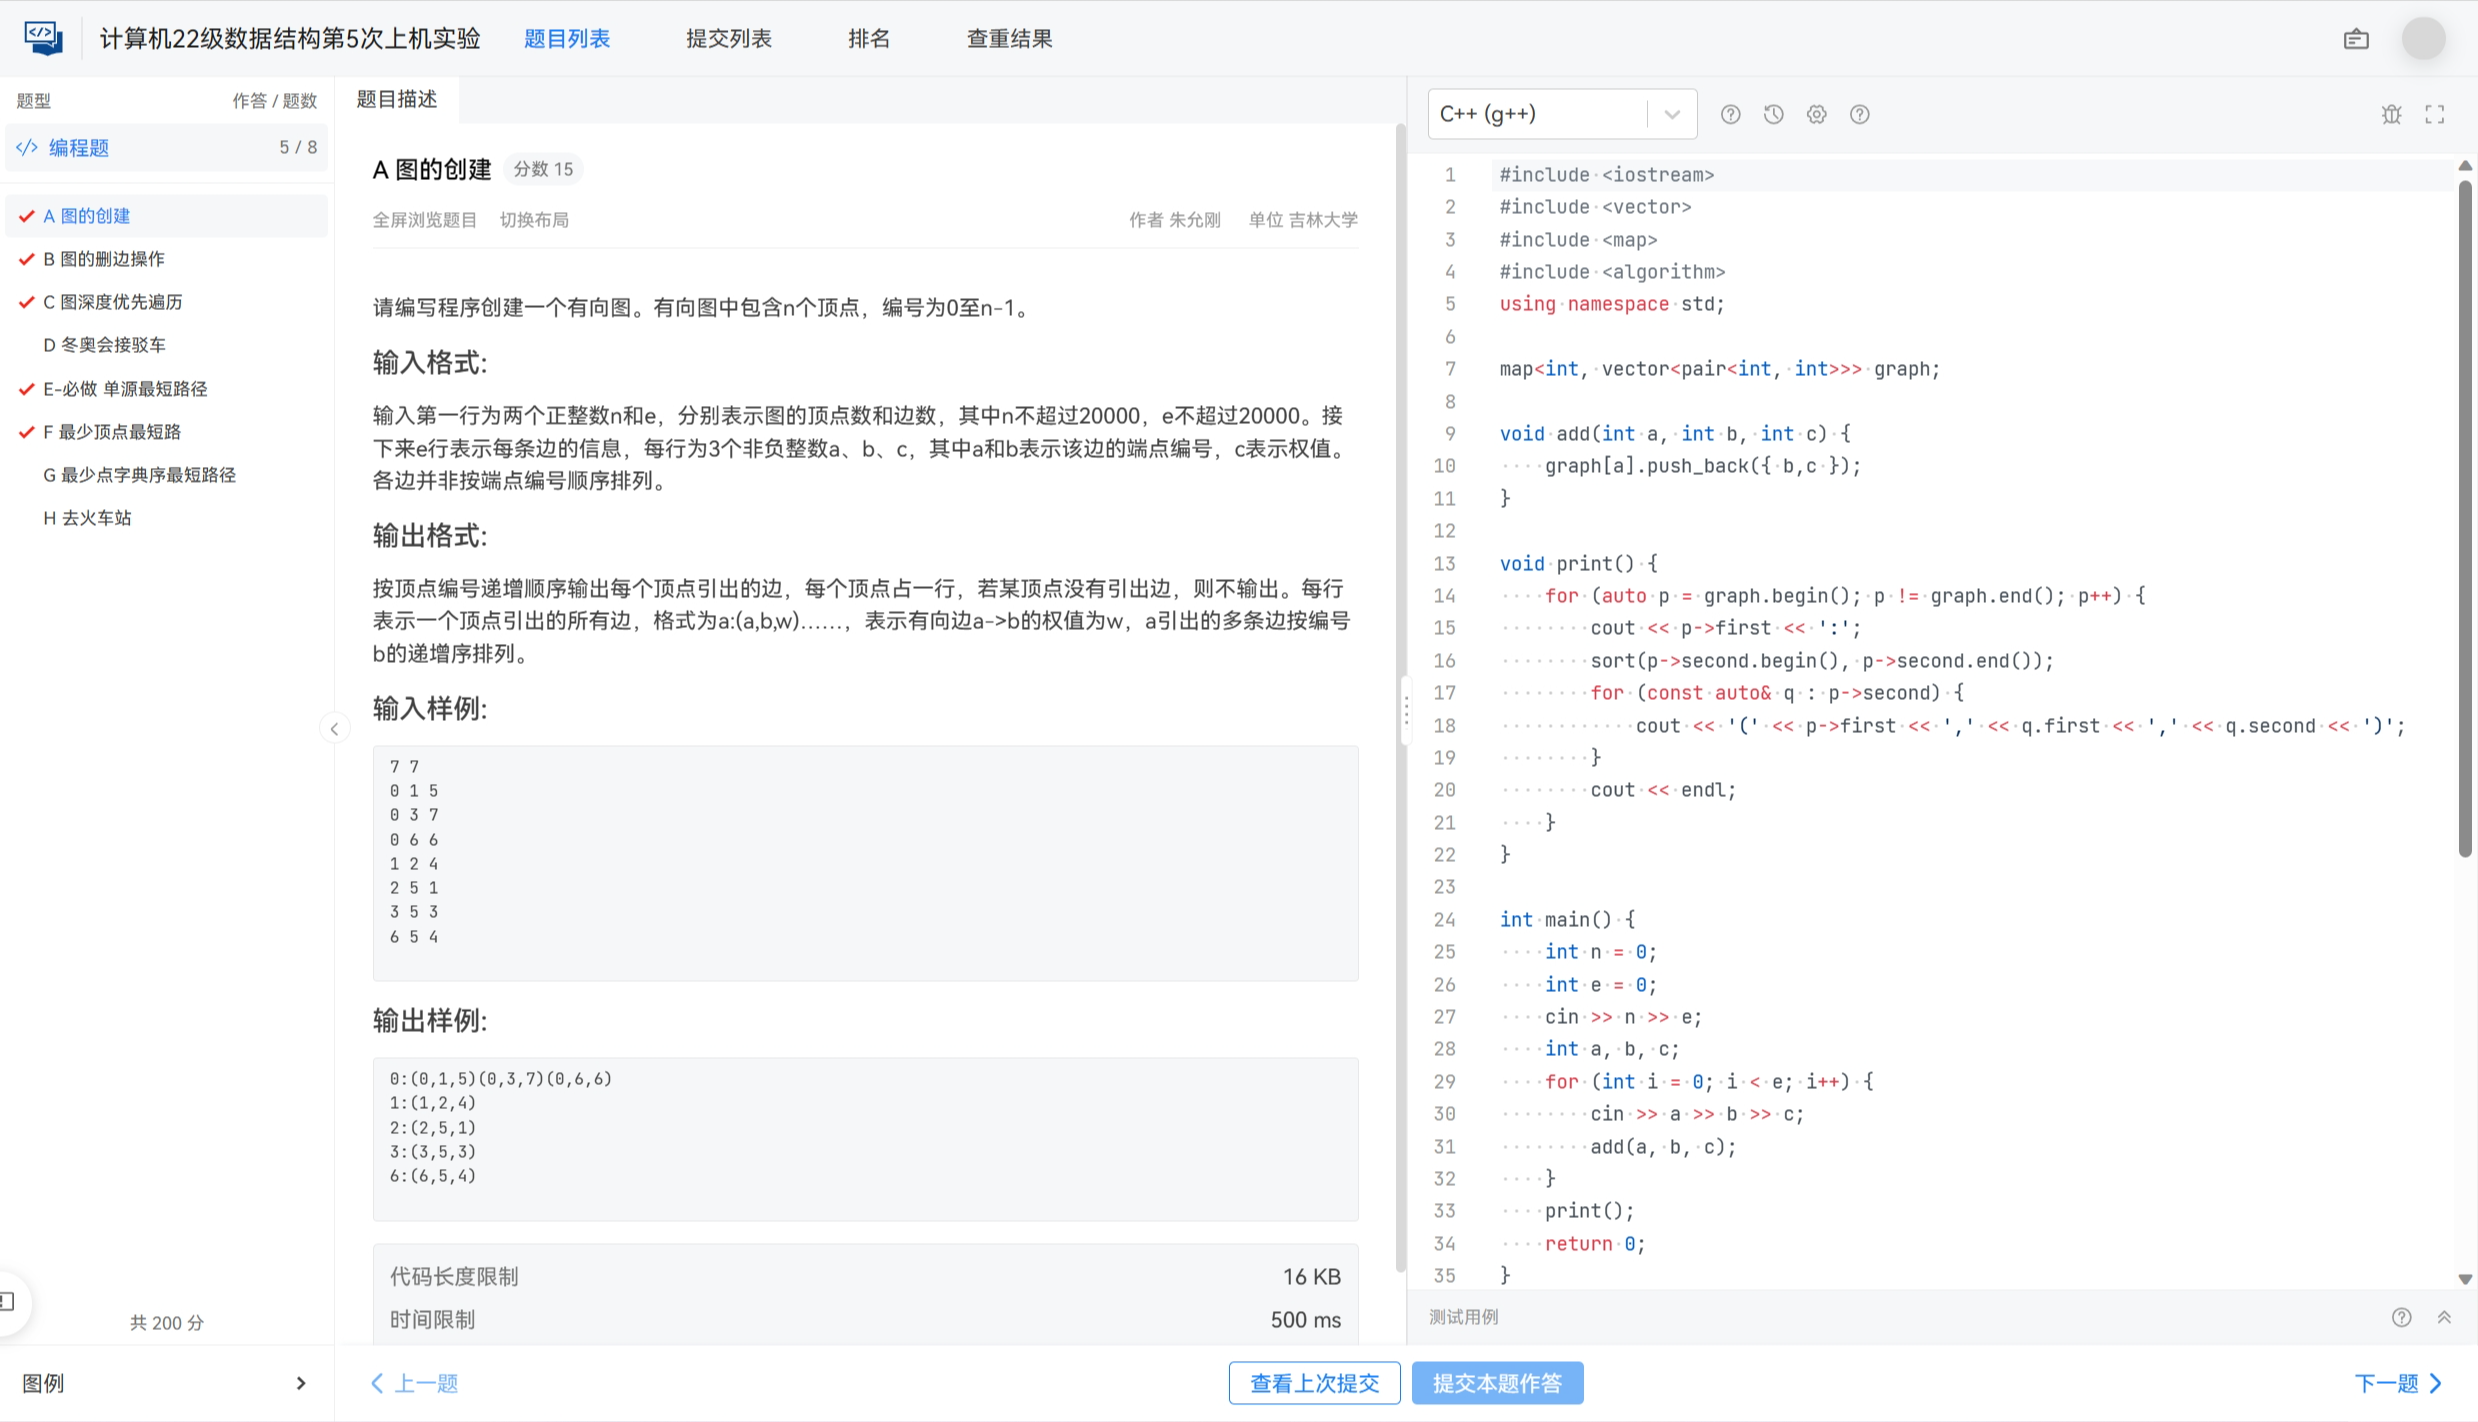 计算机22级数据结构第5次上机实验
题目列表
提交列表
排名
查重结果
题型
作答 / 题数
</> 编程题
5 / 8
A 图的创建
B 图的删边操作
C 图深度优先遍历
D 冬奥会接驳车
E-必做 单源最短路径
F 最少顶点最短路
G 最少点字典序最短路径
H 去火车站
共 200 分
图例
题目描述
A 图的创建
分数 15
全屏浏览题目
切换布局
作者 朱允刚
单位 吉林大学
请编写程序创建一个有向图。有向图中包含n个顶点，编号为0至n-1。
输入格式:
输入第一行为两个正整数n和e，分别表示图的顶点数和边数，其中n不超过20000，e不超过20000。接
下来e行表示每条边的信息，每行为3个非负整数a、b、c，其中a和b表示该边的端点编号，c表示权值。
各边并非按端点编号顺序排列。
输出格式:
按顶点编号递增顺序输出每个顶点引出的边，每个顶点占一行，若某顶点没有引出边，则不输出。每行
表示一个顶点引出的所有边，格式为a:(a,b,w)……，表示有向边a->b的权值为w，a引出的多条边按编号
b的递增序排列。
输入样例:
7 7
0 1 5
0 3 7
0 6 6
1 2 4
2 5 1
3 5 3
6 5 4
输出样例:
0:(0,1,5)(0,3,7)(0,6,6)
1:(1,2,4)
2:(2,5,1)
3:(3,5,3)
6:(6,5,4)
代码长度限制
16 KB
时间限制
500 ms
上一题
查看上次提交
提交本题作答
下一题
C++ (g++)
1 #include <iostream>
2 #include <vector>
3 #include <map>
4 #include <algorithm>
5 using namespace std;
6
7 map<int, vector<pair<int, int>>> graph;
8
9 void add(int a, int b, int c) {
10     graph[a].push_back({ b,c });
11 }
12
13 void print() {
14     for (auto p = graph.begin(); p != graph.end(); p++) {
15         cout << p->first << ':';
16         sort(p->second.begin(), p->second.end());
17         for (const auto& q : p->second) {
18             cout << '(' << p->first << ',' << q.first << ',' << q.second << ')';
19         }
20         cout << endl;
21     }
22 }
23
24 int main() {
25     int n = 0;
26     int e = 0;
27     cin >> n >> e;
28     int a, b, c;
29     for (int i = 0; i < e; i++) {
30         cin >> a >> b >> c;
31         add(a, b, c);
32     }
33     print();
34     return 0;
35 }
测试用例